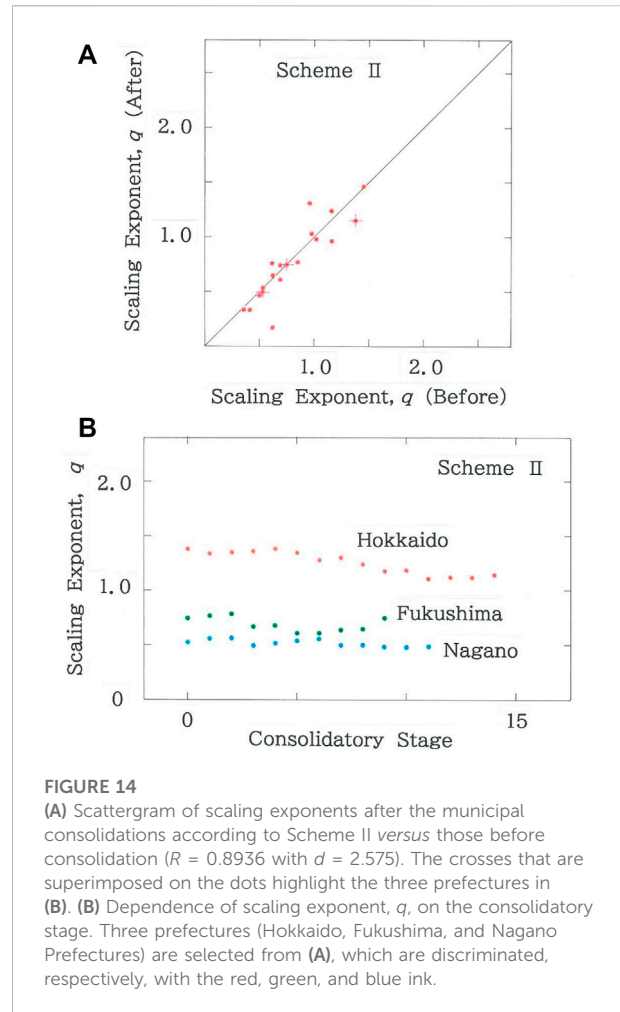 A
Scheme II
Scaling Exponent, q (After)
2.0
1.0
1.0
2.0
Scaling Exponent, q (Before)
B
Scheme II
Scaling Exponent, q
2.0
1.0
0
Hokkaido
Fukushima
Nagano
0
15
Consolidatory Stage
FIGURE 14
(A) Scattergram of scaling exponents after the municipal
consolidations according to Scheme II versus those before
consolidation (R = 0.8936 with d = 2.575). The crosses that are
superimposed on the dots highlight the three prefectures in
(B). (B) Dependence of scaling exponent, q, on the consolidatory
stage. Three prefectures (Hokkaido, Fukushima, and Nagano
Prefectures) are selected from (A), which are discriminated,
respectively, with the red, green, and blue ink.